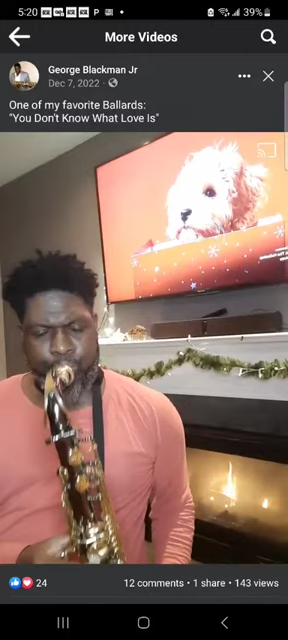 5:20
39%
More Videos
George Blackman Jr
Dec 7, 2022
One of my favorite Ballards:
"You Don't Know What Love Is"
24
12 comments • 1 share • 143 views